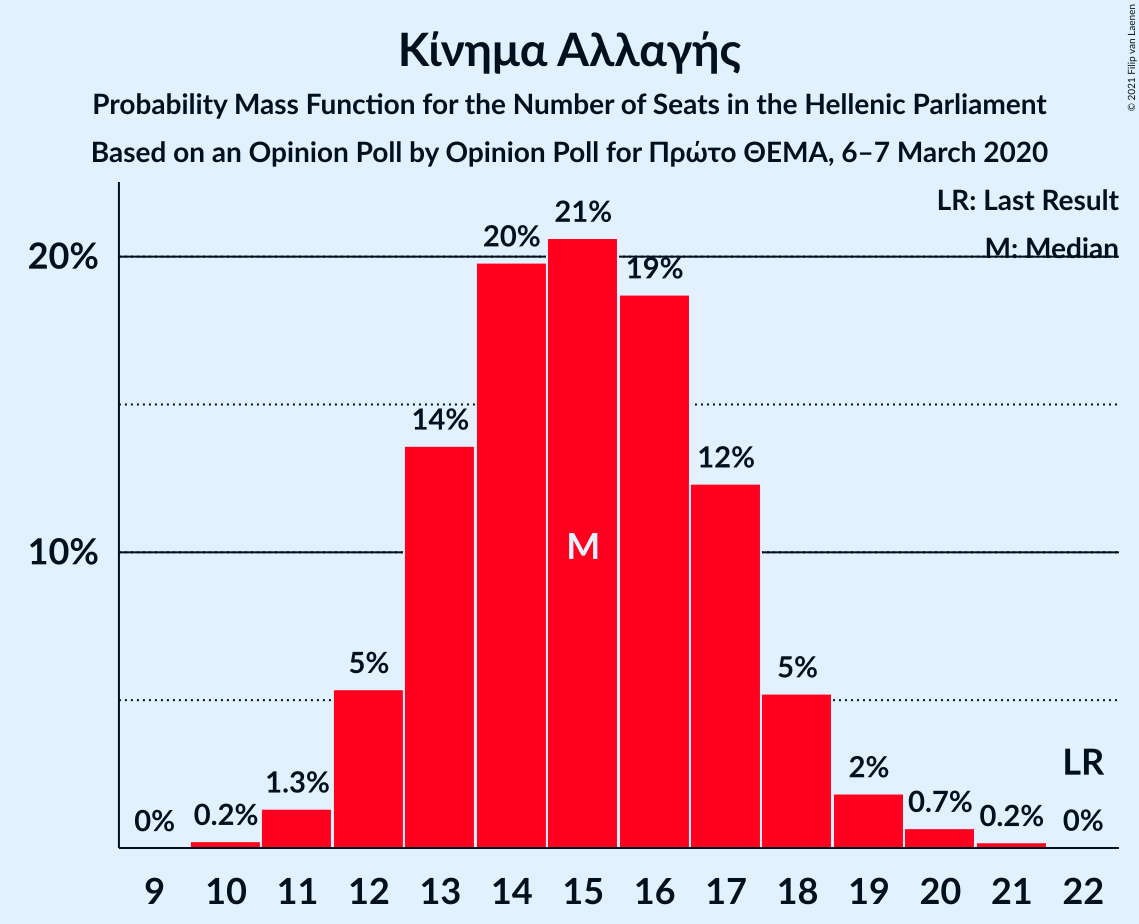 Κίνημα Αλλαγής
Probability Mass Function for the Number of Seats in the Hellenic Parliament
Based on an Opinion Poll by Opinion Poll for Πρώτο ΘΕΜΑ, 6–7 March 2020
© 2021 Filip van Laenen
LR: Last Result
M: Median
20%
10%
0%
0.2%
1.3%
5%
14%
20%
21%
19%
12%
5%
2%
0.7%
0.2%
0%
M
LR
9 10 11 12 13 14 15 16 17 18 19 20 21 22